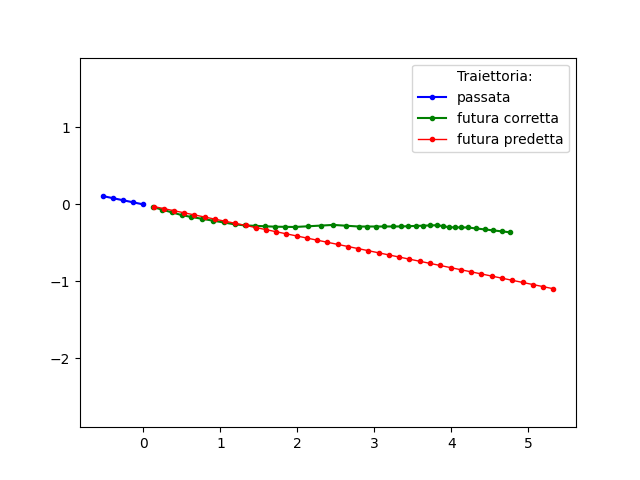 Traiettoria:
passata
futura corretta
futura predetta
1
0
−1
−2
0 1 2 3 4 5